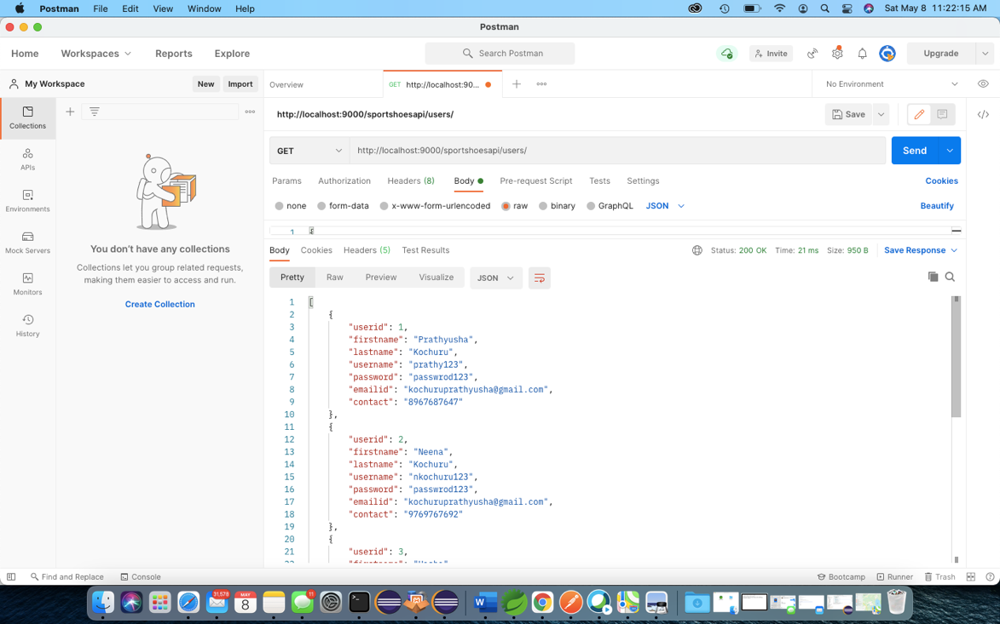 Postman File Edit View Window Help Sat May 8 11:22:15 AM
Postman
Home Workspaces Reports Explore Search Postman Invite Upgrade
My Workspace New Import Overview GET http://localhost:90... No Environment
Collections
APIs
Environments
Mock Servers
Monitors
History
You don't have any collections
Collections let you group related requests,
making them easier to access and run.
Create Collection
http://localhost:9000/sportshoesapi/users/ Save
GET http://localhost:9000/sportshoesapi/users/ Send
Params Authorization Headers (8) Body Pre-request Script Tests Settings Cookies
none form-data x-www-form-urlencoded raw binary GraphQL JSON Beautify
1 {
Body Cookies Headers (5) Test Results Status: 200 OK Time: 21 ms Size: 950 B Save Response
Pretty Raw Preview Visualize JSON
1 [
2 {
3 "userid": 1,
4 "firstname": "Prathyusha",
5 "lastname": "Kochuru",
6 "username": "prathy123",
7 "password": "passwrod123",
8 "emailid": "kochuruprathyusha@gmail.com",
9 "contact": "8967687647"
10 },
11 {
12 "userid": 2,
13 "firstname": "Neena",
14 "lastname": "Kochuru",
15 "username": "nkochuru123",
16 "password": "passwrod123",
17 "emailid": "kochuruprathyusha@gmail.com",
18 "contact": "9769767692"
19 },
20 {
21 "userid": 3,
Find and Replace Console Bootcamp Runner Trash
31,578 MAY 8 11